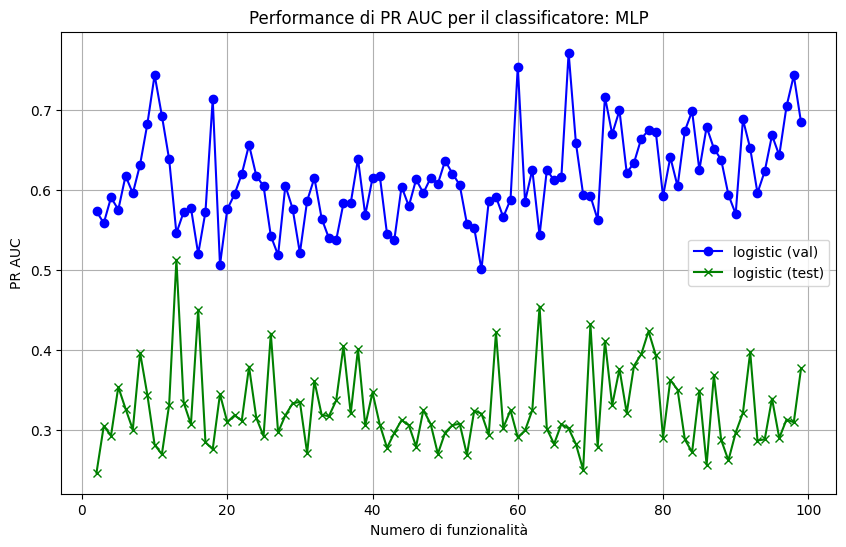 Performance di PR AUC per il classificatore: MLP
PR AUC
0.7
0.6
0.5
0.4
0.3
logistic (val)
logistic (test)
0 20 40 60 80 100
Numero di funzionalità